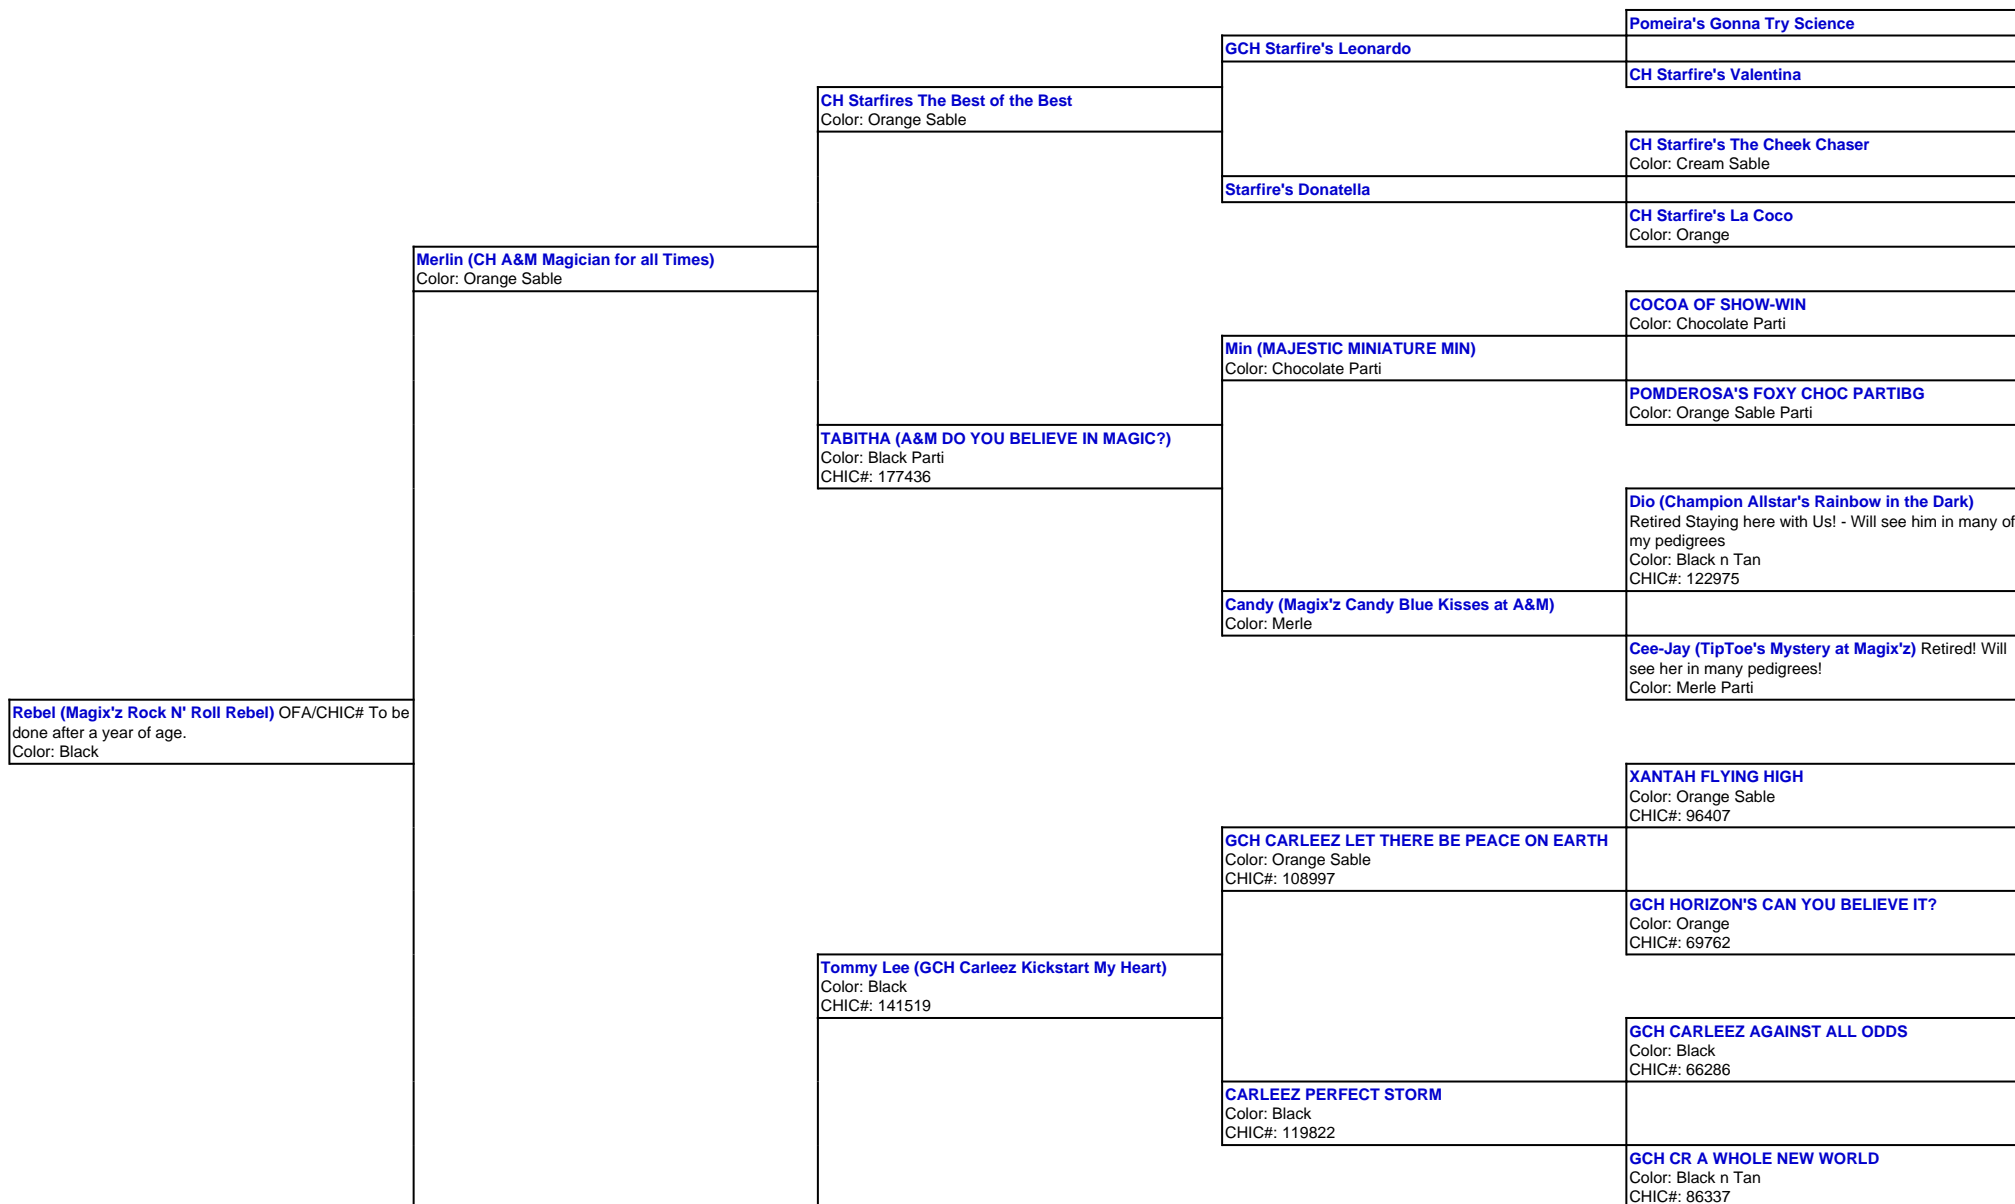 Pomeira's Gonna Try Science
GCH Starfire's Leonardo
CH Starfire's Valentina
CH Starfires The Best of the Best
Color: Orange Sable
CH Starfire's The Cheek Chaser
Color: Cream Sable
Starfire's Donatella
CH Starfire's La Coco
Color: Orange
Merlin (CH A&M Magician for all Times)
Color: Orange Sable
COCOA OF SHOW-WIN
Color: Chocolate Parti
Min (MAJESTIC MINIATURE MIN)
Color: Chocolate Parti
POMDEROSA'S FOXY CHOC PARTIBG
Color: Orange Sable Parti
TABITHA (A&M DO YOU BELIEVE IN MAGIC?)
Color: Black Parti
CHIC#: 177436
Dio (Champion Allstar's Rainbow in the Dark)
Retired Staying here with Us! - Will see him in many of
my pedigrees
Color: Black n Tan
CHIC#: 122975
Candy (Magix'z Candy Blue Kisses at A&M)
Color: Merle
Cee-Jay (TipToe's Mystery at Magix'z) Retired! Will
see her in many pedigrees!
Color: Merle Parti
Rebel (Magix'z Rock N' Roll Rebel) OFA/CHIC# To be
done after a year of age.
Color: Black
XANTAH FLYING HIGH
Color: Orange Sable
CHIC#: 96407
GCH CARLEEZ LET THERE BE PEACE ON EARTH
Color: Orange Sable
CHIC#: 108997
GCH HORIZON'S CAN YOU BELIEVE IT?
Color: Orange
CHIC#: 69762
Tommy Lee (GCH Carleez Kickstart My Heart)
Color: Black
CHIC#: 141519
GCH CARLEEZ AGAINST ALL ODDS
Color: Black
CHIC#: 66286
CARLEEZ PERFECT STORM
Color: Black
CHIC#: 119822
GCH CR A WHOLE NEW WORLD
Color: Black n Tan
CHIC#: 86337